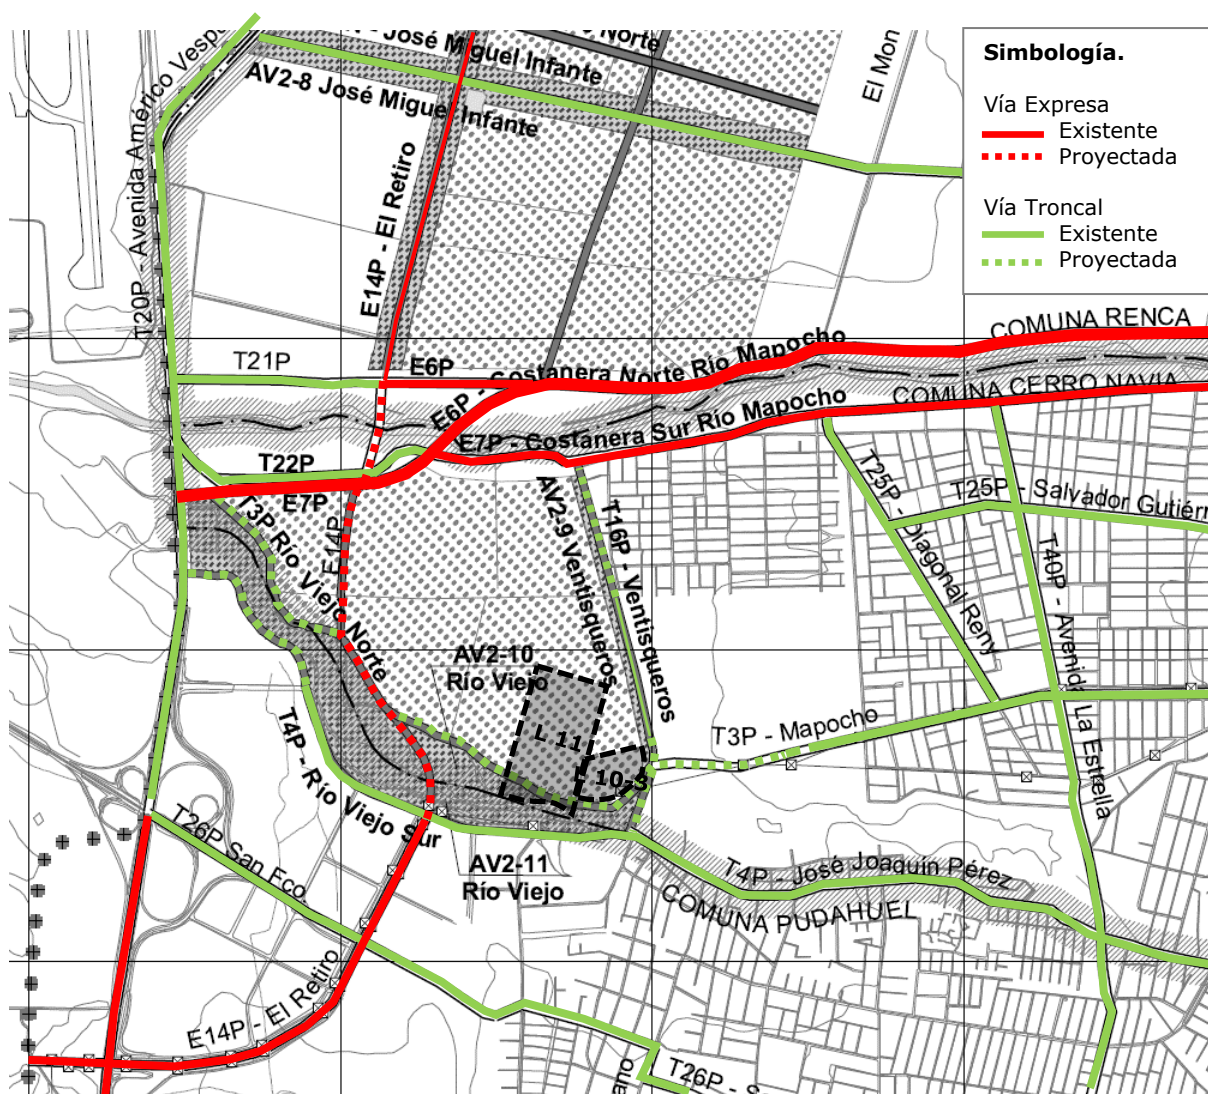 Simbología.
Vía Expresa
Existente
Proyectada
Vía Troncal
Existente
Proyectada
Norte
José Miguel Infante
AV2-8 José Miguel Infante
El Mon
T20P - Avenida Américo Vesp
E14P - El Retiro
COMUNA RENCA
T21P
E6P
E6P - Costanera Norte Río Mapocho
COMUNA CERRO NAVIA
E7P - Costanera Sur Río Mapocho
T22P
E7P
T3P Río Viejo Norte
E14P
AV2-9 Ventisqueros
T16P - Ventisqueros
T25P - Diagonal Reny
T25P - Salvador Gutiérr
T40P - Avenida La Estrella
AV2-10
Río Viejo
L 11
10-3
T3P - Mapocho
T4P - Río Viejo Sur
T26P San Fco.
AV2-11
Río Viejo
T4P - José Joaquín Pérez
COMUNA PUDAHUEL
E14P - El Retiro
T26P - S
ano